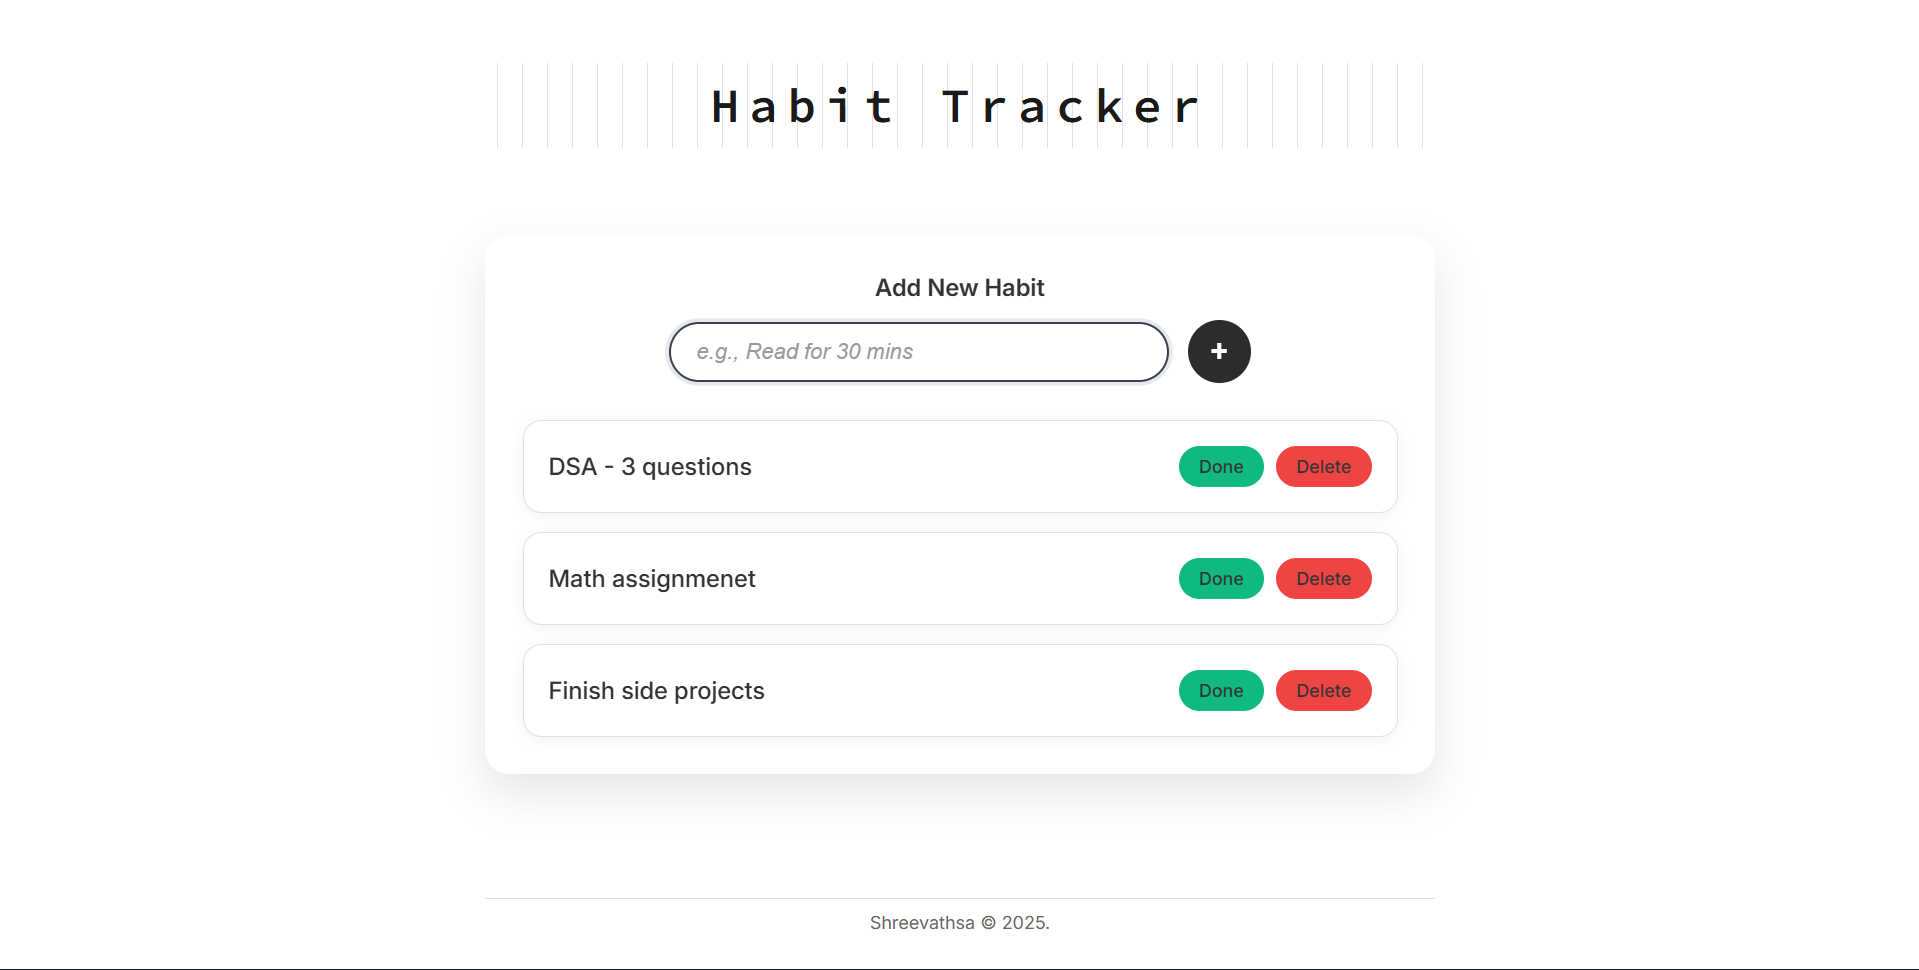 Habit Tracker
Add New Habit
e.g., Read for 30 mins
+
DSA - 3 questions
Done
Delete
Math assignmenet
Done
Delete
Finish side projects
Done
Delete
Shreevathsa © 2025.